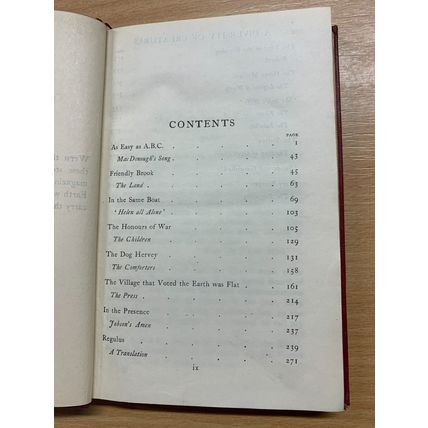 CONTENTS
PAGE
As Easy as A.B.C. . . . . . 1
MacDonough's Song . . . . 43
Friendly Brook . . . . . 45
The Land . . . . . 63
In the Same Boat . . . . . 69
'Helen all Alone' . . . . 103
The Honours of War . . . . 105
The Children . . . . . 129
The Dog Hervey . . . . . 131
The Comforters . . . . . 158
The Village that Voted the Earth was Flat . 161
The Press . . . . . 214
In the Presence . . . . . 217
Jobson's Amen . . . . . 237
Regulus . . . . . 239
A Translation . . . . . 271
ix